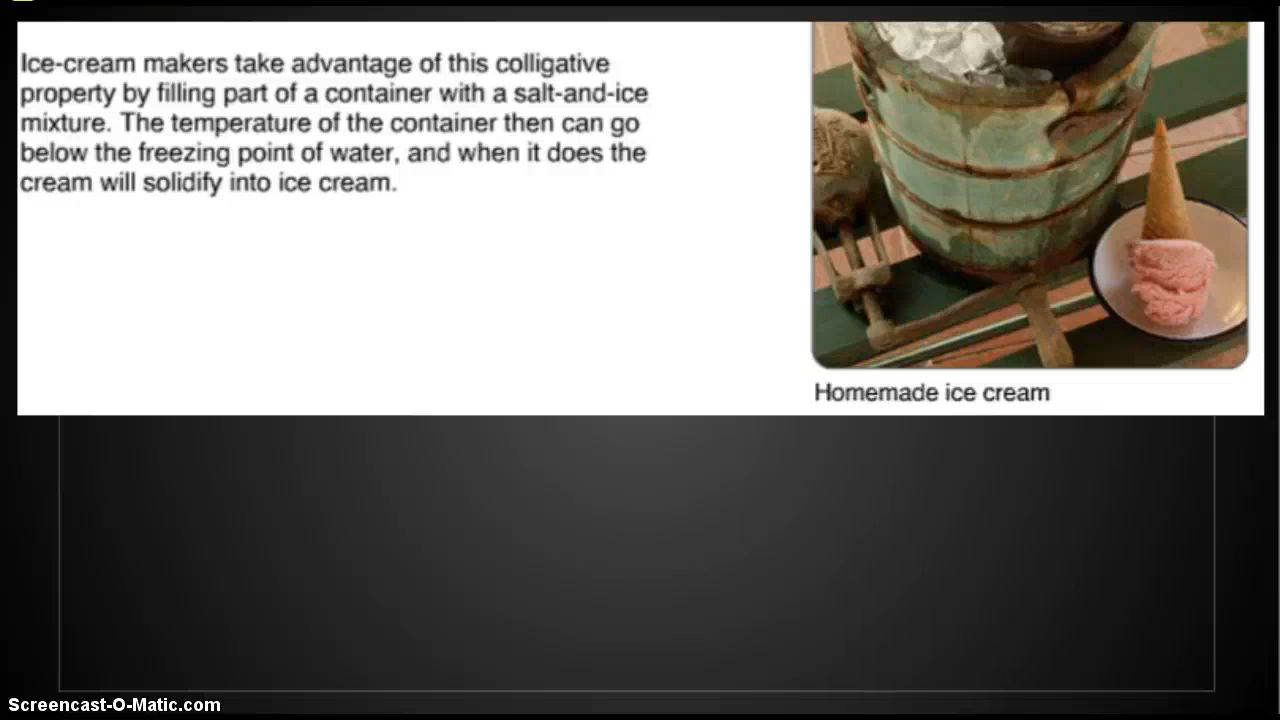 Ice-cream makers take advantage of this colligative
property by filling part of a container with a salt-and-ice
mixture. The temperature of the container then can go
below the freezing point of water, and when it does the
cream will solidify into ice cream.
Homemade ice cream
Screencast-O-Matic.com